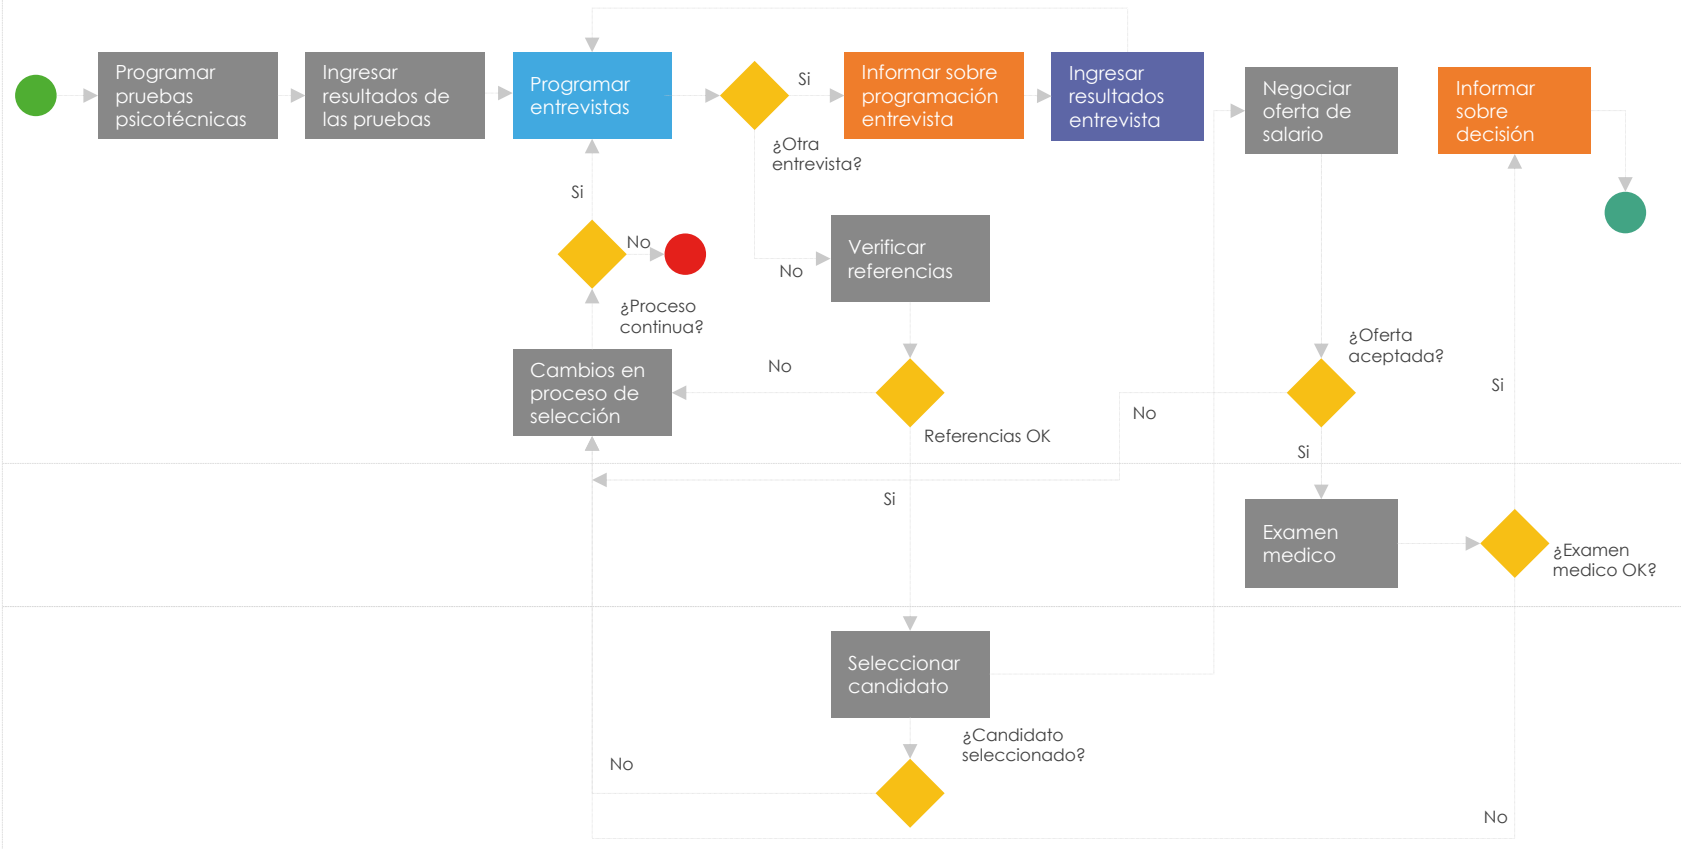 Programar
pruebas
psicotécnicas
Ingresar
resultados de
las pruebas
Programar
entrevistas
Si
¿Otra
entrevista?
Informar sobre
programación
entrevista
Ingresar
resultados
entrevista
Negociar
oferta de
salario
Informar
sobre
decisión
Si
No
¿Proceso
continua?
No
Verificar
referencias
Cambios en
proceso de
selección
No
Referencias OK
¿Oferta
aceptada?
No
Si
Si
Si
Examen
medico
¿Examen
medico OK?
Seleccionar
candidato
¿Candidato
seleccionado?
No
No